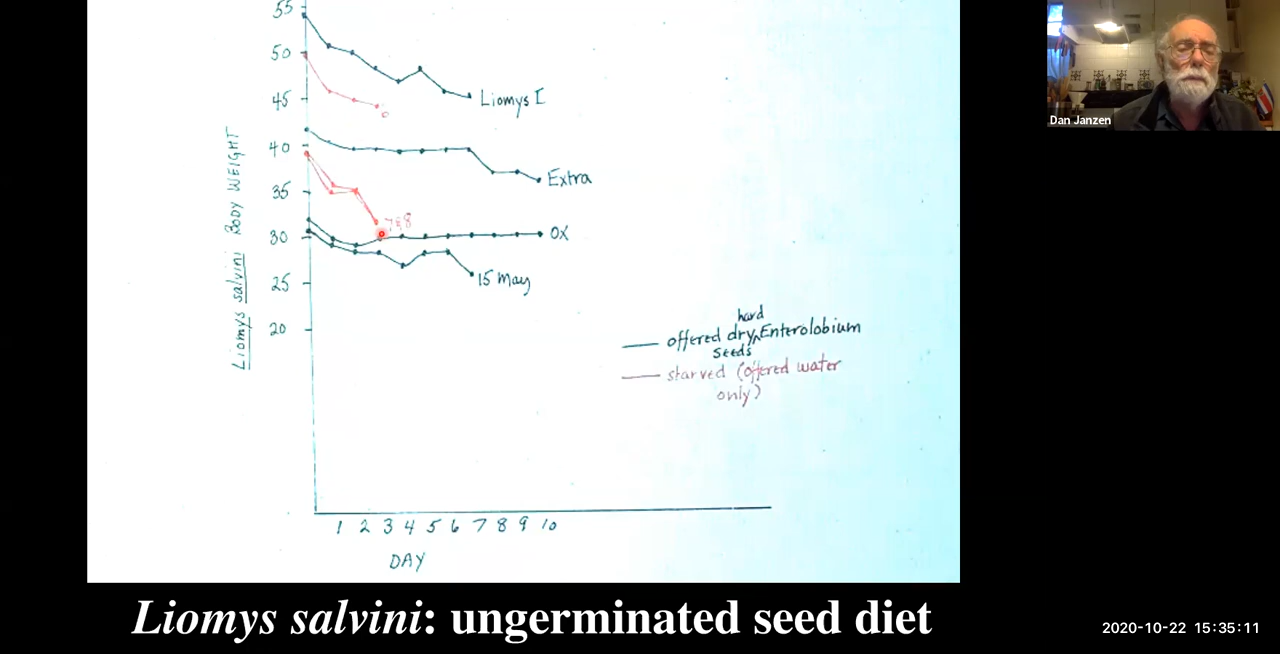 55
50
45
40
35
30
25
20
Liomys salvini BODY WEIGHT
Liomys I
Extra
7&8
OX
15 May
hard
offered dry^Enterolobium
seeds
starved (offered water
only)
1 2 3 4 5 6 7 8 9 10
DAY
Liomys salvini: ungerminated seed diet
Dan Janzen
2020-10-22 15:35:11